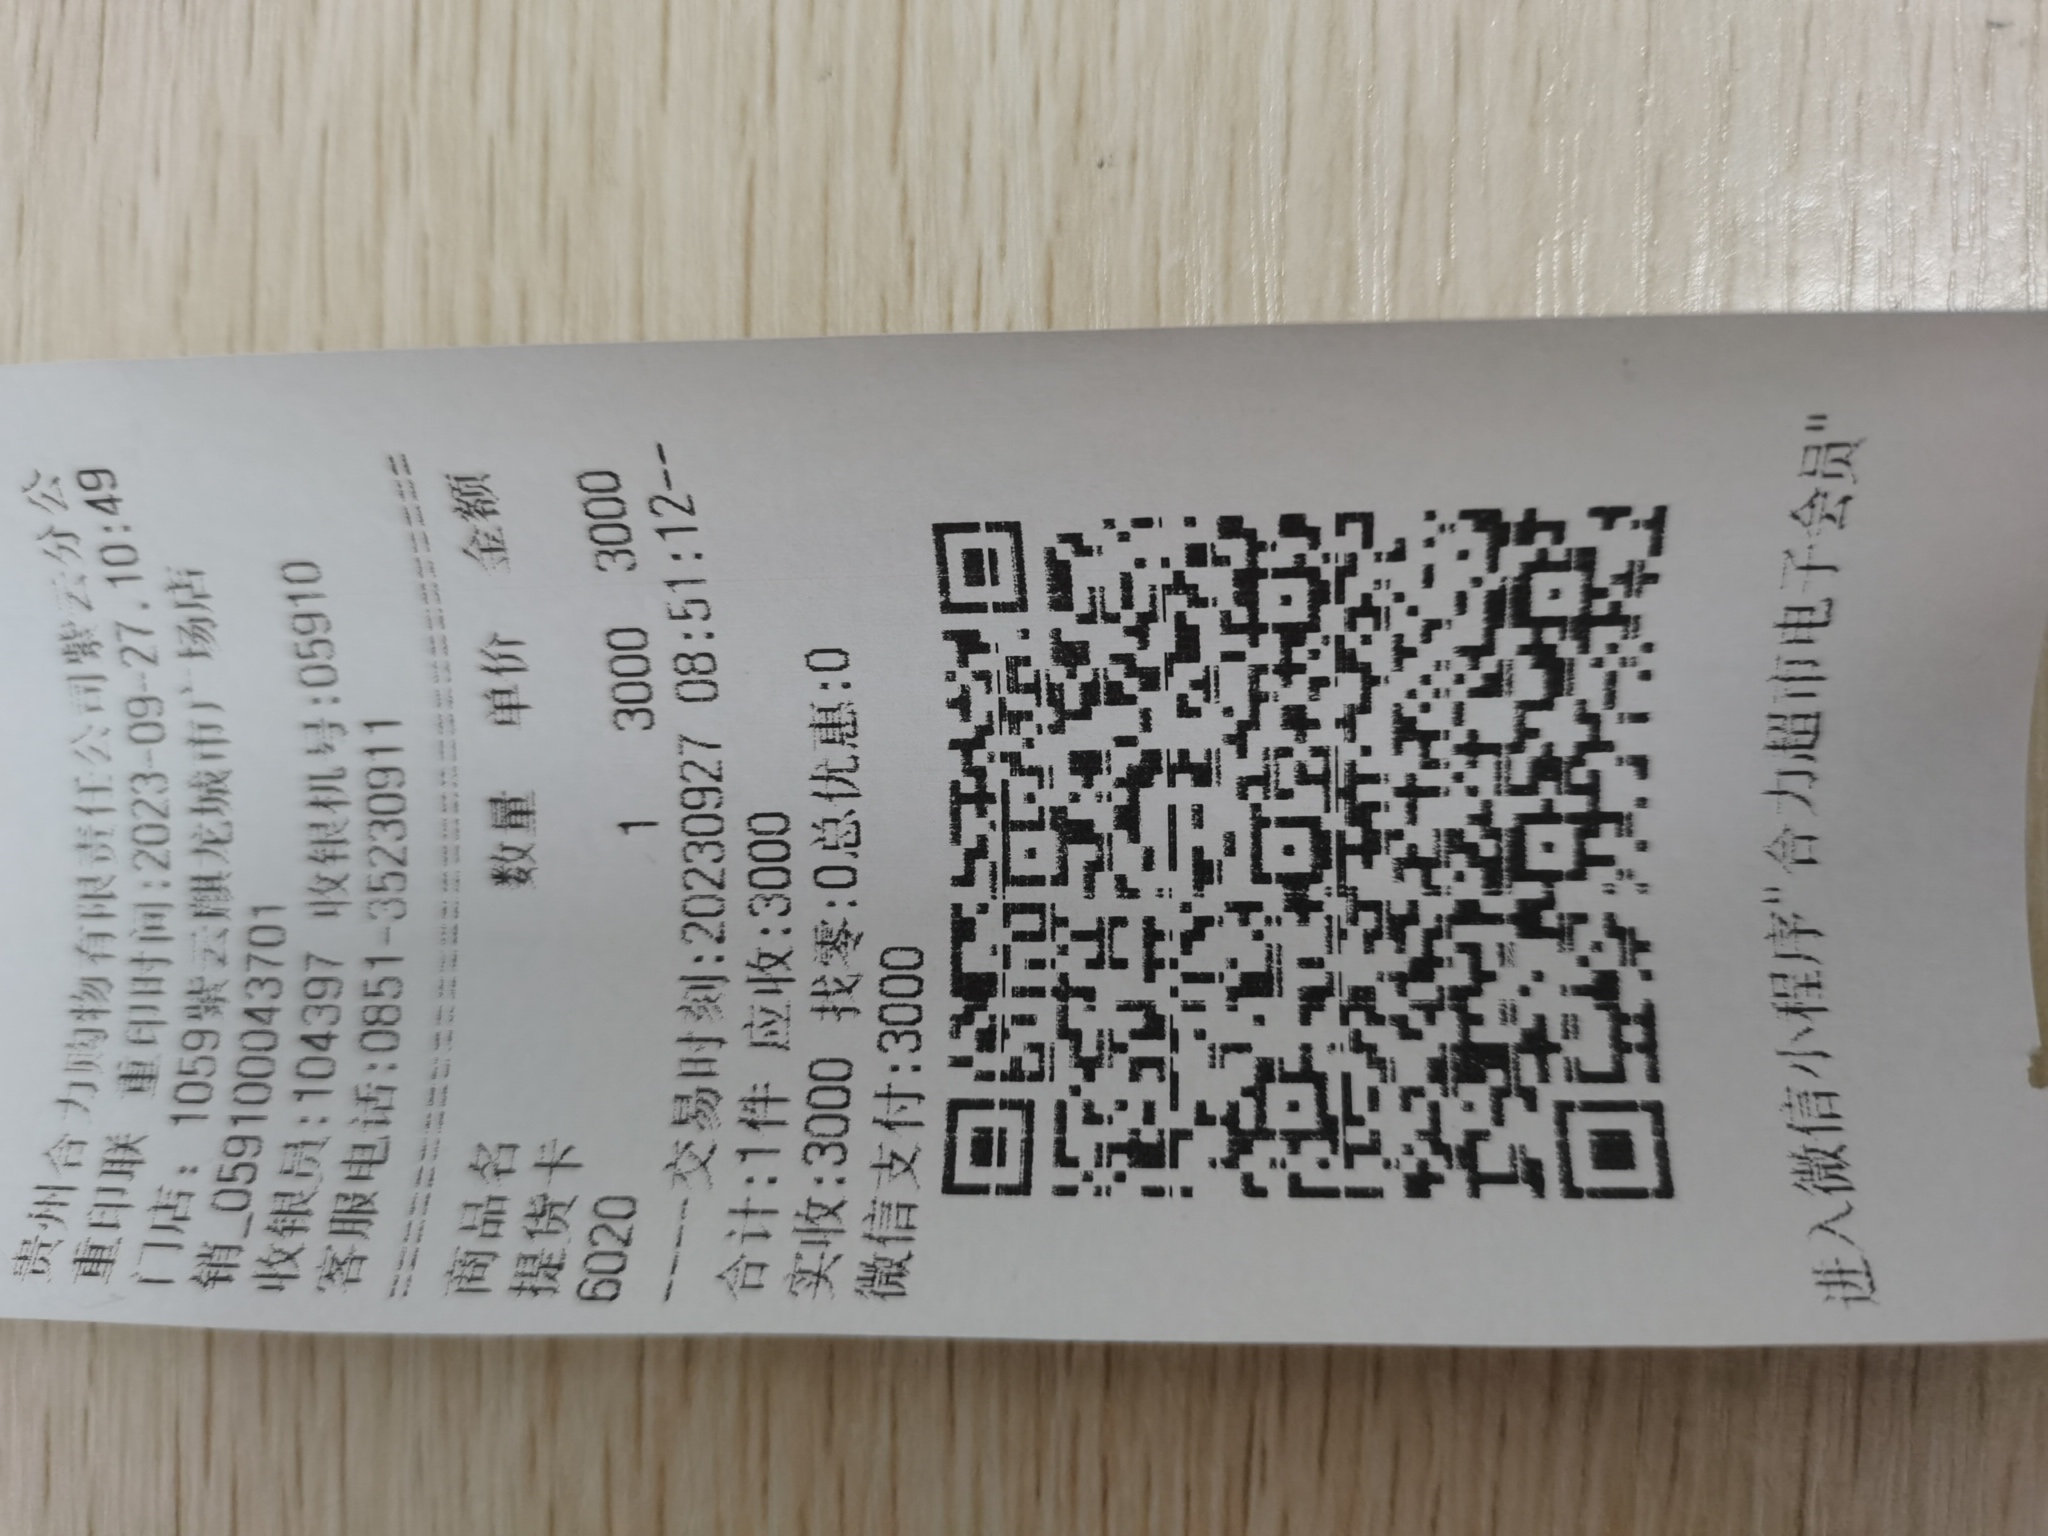 贵州合力购物有限责任公司紫云分公
重印联 重印时间:2023-09-27.10:49
门店: 1059紫云麒龙城市广场店
销_059100043701
收银员:104397 收银机号:05910
客服电话:0851-35230911
================================
商品名 数量 单价 金额
提货卡
6020 1 3000 3000
----交易时刻:20230927 08:51:12--
合计:1件 应收:3000
实收:3000 找零:0总优惠:0
微信支付:3000
进入微信小程序"合力超市电子会员"